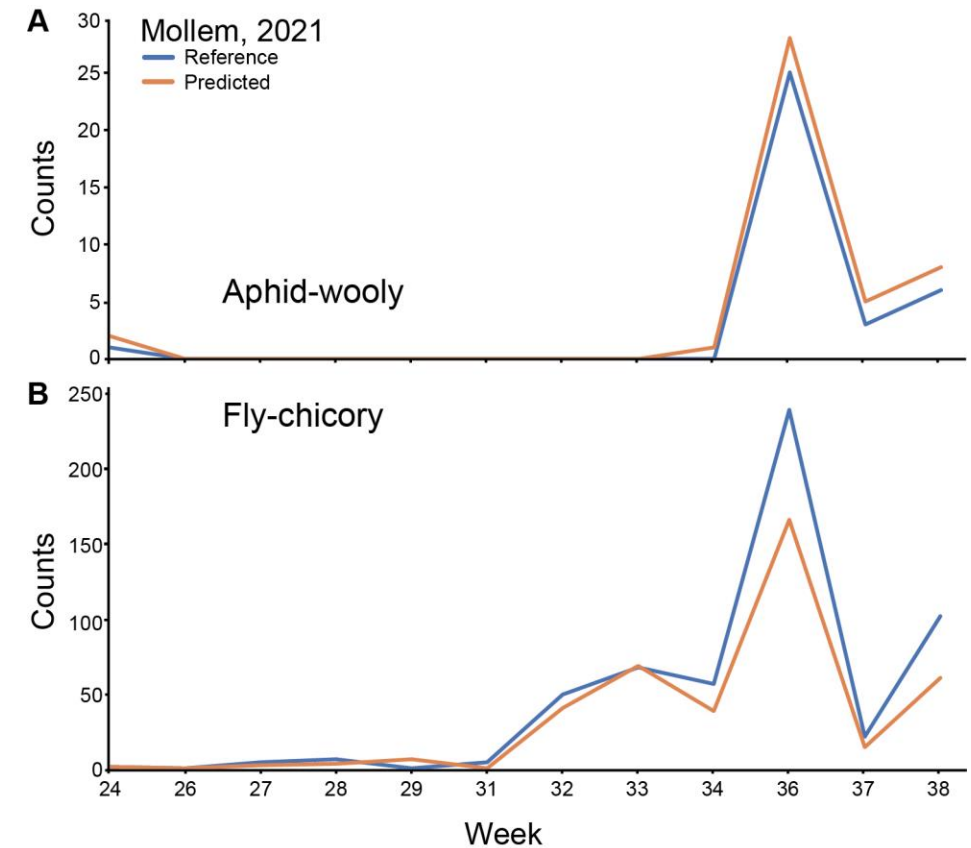 A
Mollem, 2021
Reference
Predicted
30
25
20
15
10
5
0
Counts
Aphid-wooly
B
Fly-chicory
250
200
150
100
50
0
Counts
24 26 27 28 29 31 32 33 34 36 37 38
Week